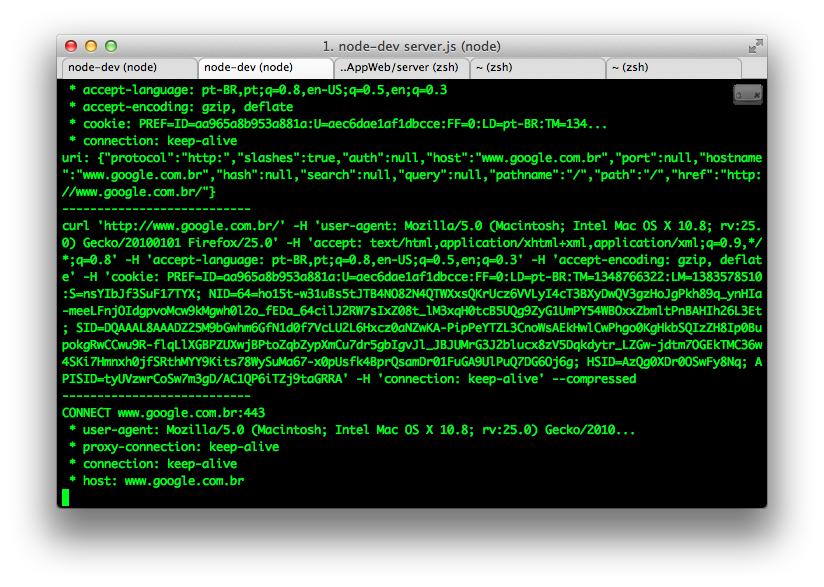 1. node-dev server.js (node)
node-dev (node) node-dev (node) ..AppWeb/server (zsh) ~ (zsh) ~ (zsh)
* accept-language: pt-BR,pt;q=0.8,en-US;q=0.5,en;q=0.3
* accept-encoding: gzip, deflate
* cookie: PREF=ID=aa965a8b953a881a:U=aec6dae1af1dbcce:FF=0:LD=pt-BR:TM=134...
* connection: keep-alive
uri: {"protocol":"http:","slashes":true,"auth":null,"host":"www.google.com.br","port":null,"hostname
":"www.google.com.br","hash":null,"search":null,"query":null,"pathname":"/","path":"/","href":"http:
//www.google.com.br/"}
---------------------------
curl 'http://www.google.com.br/' -H 'user-agent: Mozilla/5.0 (Macintosh; Intel Mac OS X 10.8; rv:25.
0) Gecko/20100101 Firefox/25.0' -H 'accept: text/html,application/xhtml+xml,application/xml;q=0.9,*/
*;q=0.8' -H 'accept-language: pt-BR,pt;q=0.8,en-US;q=0.5,en;q=0.3' -H 'accept-encoding: gzip, deflat
e' -H 'cookie: PREF=ID=aa965a8b953a881a:U=aec6dae1af1dbcce:FF=0:LD=pt-BR:TM=1348766322:LM=1383578510
:S=nsYIbJf3SuF17TYX; NID=64=ho15t-w31uBs5tJTB4NO82N4QTWXxsQKrUcz6VVLyI4cT3BXyDwQV3gzHoJgPkh89q_ynHIa
-meeLFnjOIdgpvoMcw9kMgwh0l2o_fEDa_64cilJ2RW7sIxZ08t_lM3xqH0tcB5UQg9ZyG1UmPY54WBOxxZbmltPnBAHIh26L3Et
; SID=DQAAAL8AAADZ25M9bGwhm6GfN1d0f7VcLU2L6Hxcz0aNZwKA-PipPeYTZL3CnoWsAEkHwlCwPhgo0KgHkbSQIzZH8Ip0Bu
pokgRwCCwu9R-flqLlXGBPZUXwjBPtoZqbZypXmCu7dr5gbIgvJl_JBJUMrG3J2blucx8zV5Dqkdytr_LZGw-jdtm7OGEkTMC36w
4SKi7Hmnxh0jfSRthMYY9Kits78WySuMa67-x0pUsfk4BprQsamDr01FuGA9UlPuQ7DG6Oj6g; HSID=AzQg0XDr0OSwFy8Nq; A
PISID=tyUVzwrCoSw7m3gD/AC1QP6iTZj9taGRRA' -H 'connection: keep-alive' --compressed
---------------------------
CONNECT www.google.com.br:443
* user-agent: Mozilla/5.0 (Macintosh; Intel Mac OS X 10.8; rv:25.0) Gecko/2010...
* proxy-connection: keep-alive
* connection: keep-alive
* host: www.google.com.br